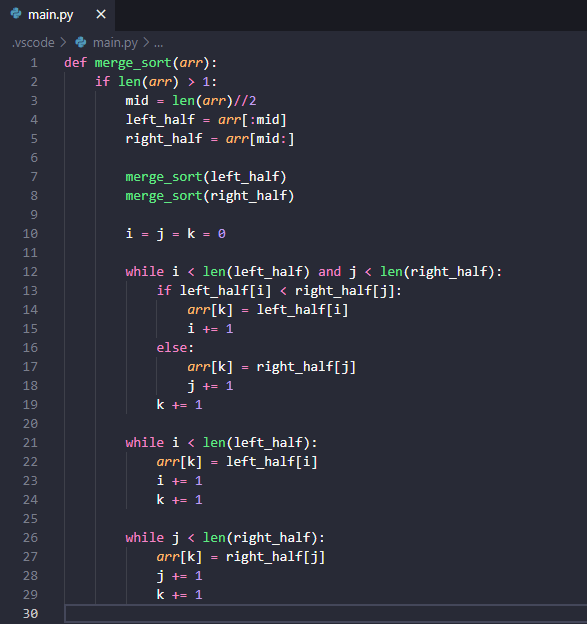 main.py ×
.vscode > main.py > ...
1 def merge_sort(arr):
2     if len(arr) > 1:
3         mid = len(arr)//2
4         left_half = arr[:mid]
5         right_half = arr[mid:]
6
7         merge_sort(left_half)
8         merge_sort(right_half)
9
10         i = j = k = 0
11
12         while i < len(left_half) and j < len(right_half):
13             if left_half[i] < right_half[j]:
14                 arr[k] = left_half[i]
15                 i += 1
16             else:
17                 arr[k] = right_half[j]
18                 j += 1
19             k += 1
20
21         while i < len(left_half):
22             arr[k] = left_half[i]
23             i += 1
24             k += 1
25
26         while j < len(right_half):
27             arr[k] = right_half[j]
28             j += 1
29             k += 1
30